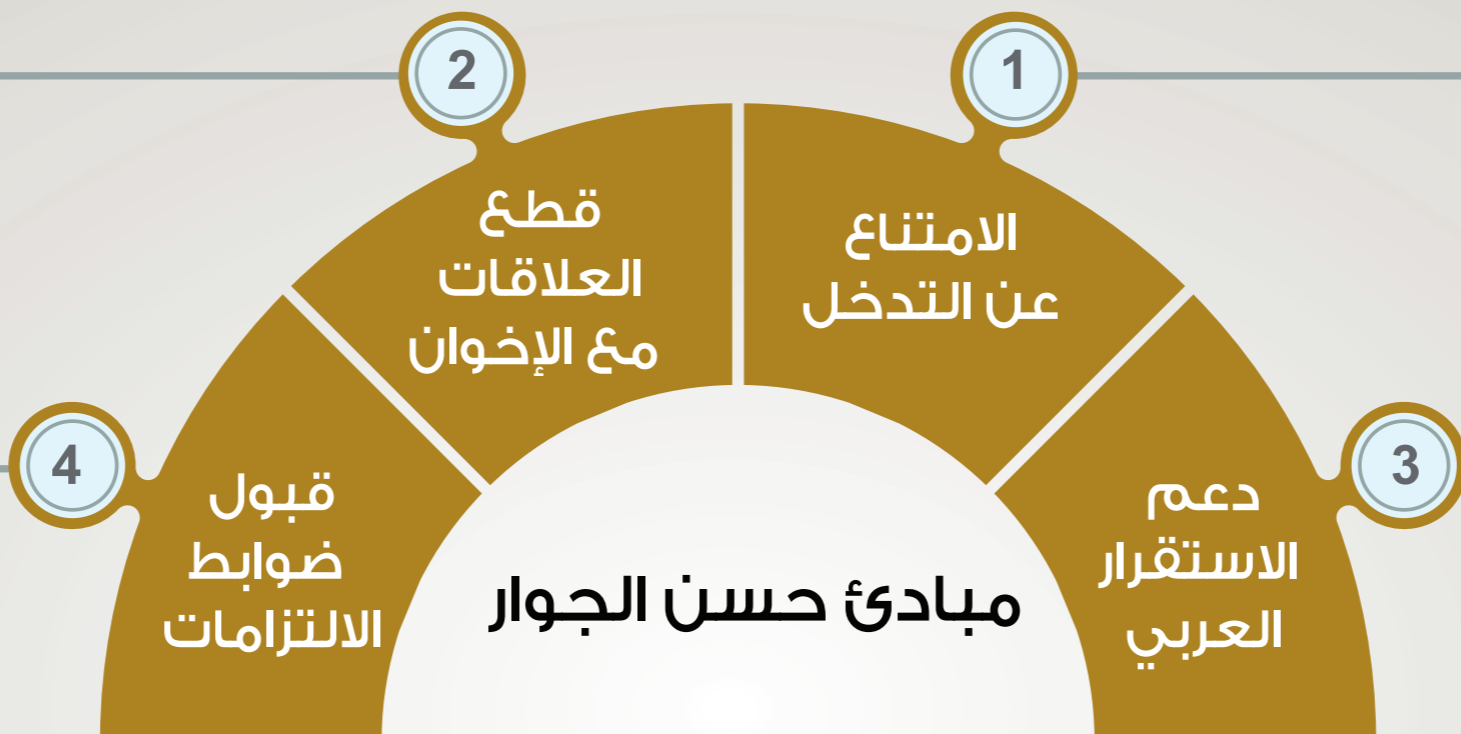 1
الامتناع
عن التدخل
2
قطع
العلاقات
مع الإخوان
3
دعم
الاستقرار
العربي
4
قبول
ضوابط
الالتزامات
مبادئ حسن الجوار